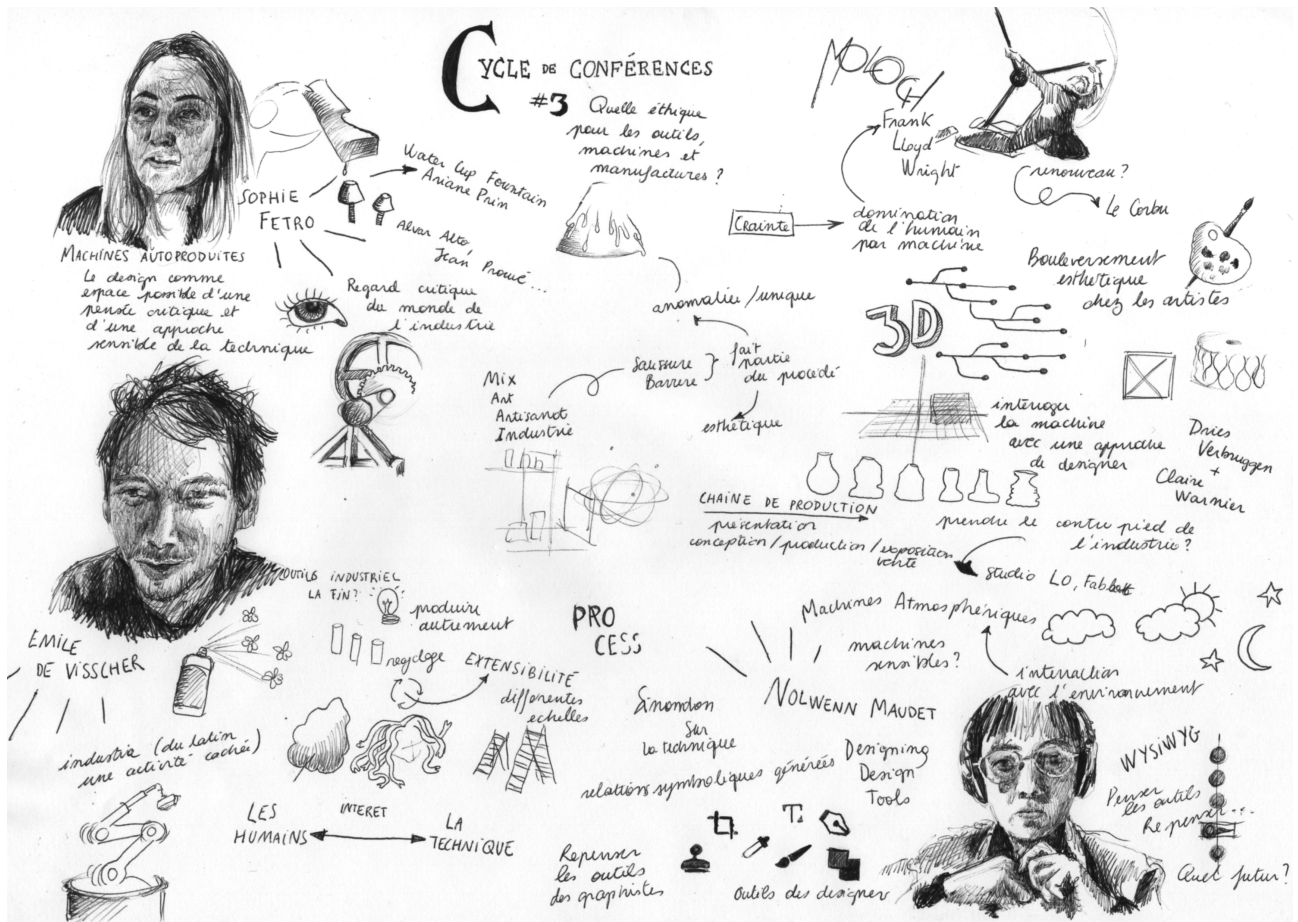 CYCLE DE CONFÉRENCES
#3 Quelle éthique
pour les outils,
machines et
manufactures ?
MOLOCH
Frank
Lloyd
Wright
renouveau ?
Le Corbu
Crainte
domination
de l'humain
par machine
Bouleversement
esthétique
chez les artistes
SOPHIE
FETRO
Water Cup Fountain
Ariane Prin
Alvar Alto,
Jean Prouvé ...
MACHINES AUTOPRODUITES
Le design comme
espace possible d'une
pensée critique et
d'une approche
sensible de la technique
Regard critique
du monde de
l'industrie
anomalie / unique
Saussure
Barrere
fait
partie
du procédé
esthétique
Mix
Art
Artisanat
Industrie
3D
interroger
la machine
avec une approche
de designer
Dries
Verbruggen
+
Claire
Warnier
CHAINE DE PRODUCTION
présentation
conception / production / exposition
vente
prendre le contre pied de
l'industrie ?
studio LO, Fablab
EMILE
DE VISSCHER
OUTILS INDUSTRIEL
LA FIN ?
produire
autrement
recyclage
EXTENSIBILITÉ
différentes
echelles
industria (du latin
une activité cachée)
LES
HUMAINS
INTERET
LA
TECHNIQUE
PRO
CESS
Simondon
Sur
la technique
relations symboliques générées
Machines Atmosphériques
machines
sensibles ?
interaction
avec l'environnement
NOLWENN MAUDET
Designing
Design
Tools
Repenser
les outils
des graphistes
T
outils des designers
WYSIWYG
Penser
les outils
Repenser ...
Quel futur ?